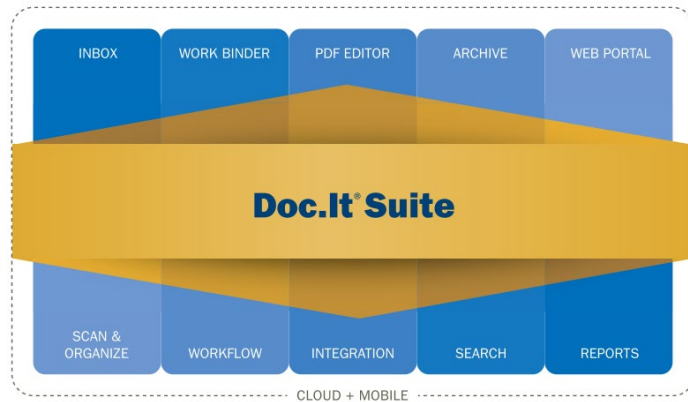 INBOX
WORK BINDER
PDF EDITOR
ARCHIVE
WEB PORTAL
Doc.It® Suite
SCAN &
ORGANIZE
WORKFLOW
INTEGRATION
SEARCH
REPORTS
CLOUD + MOBILE